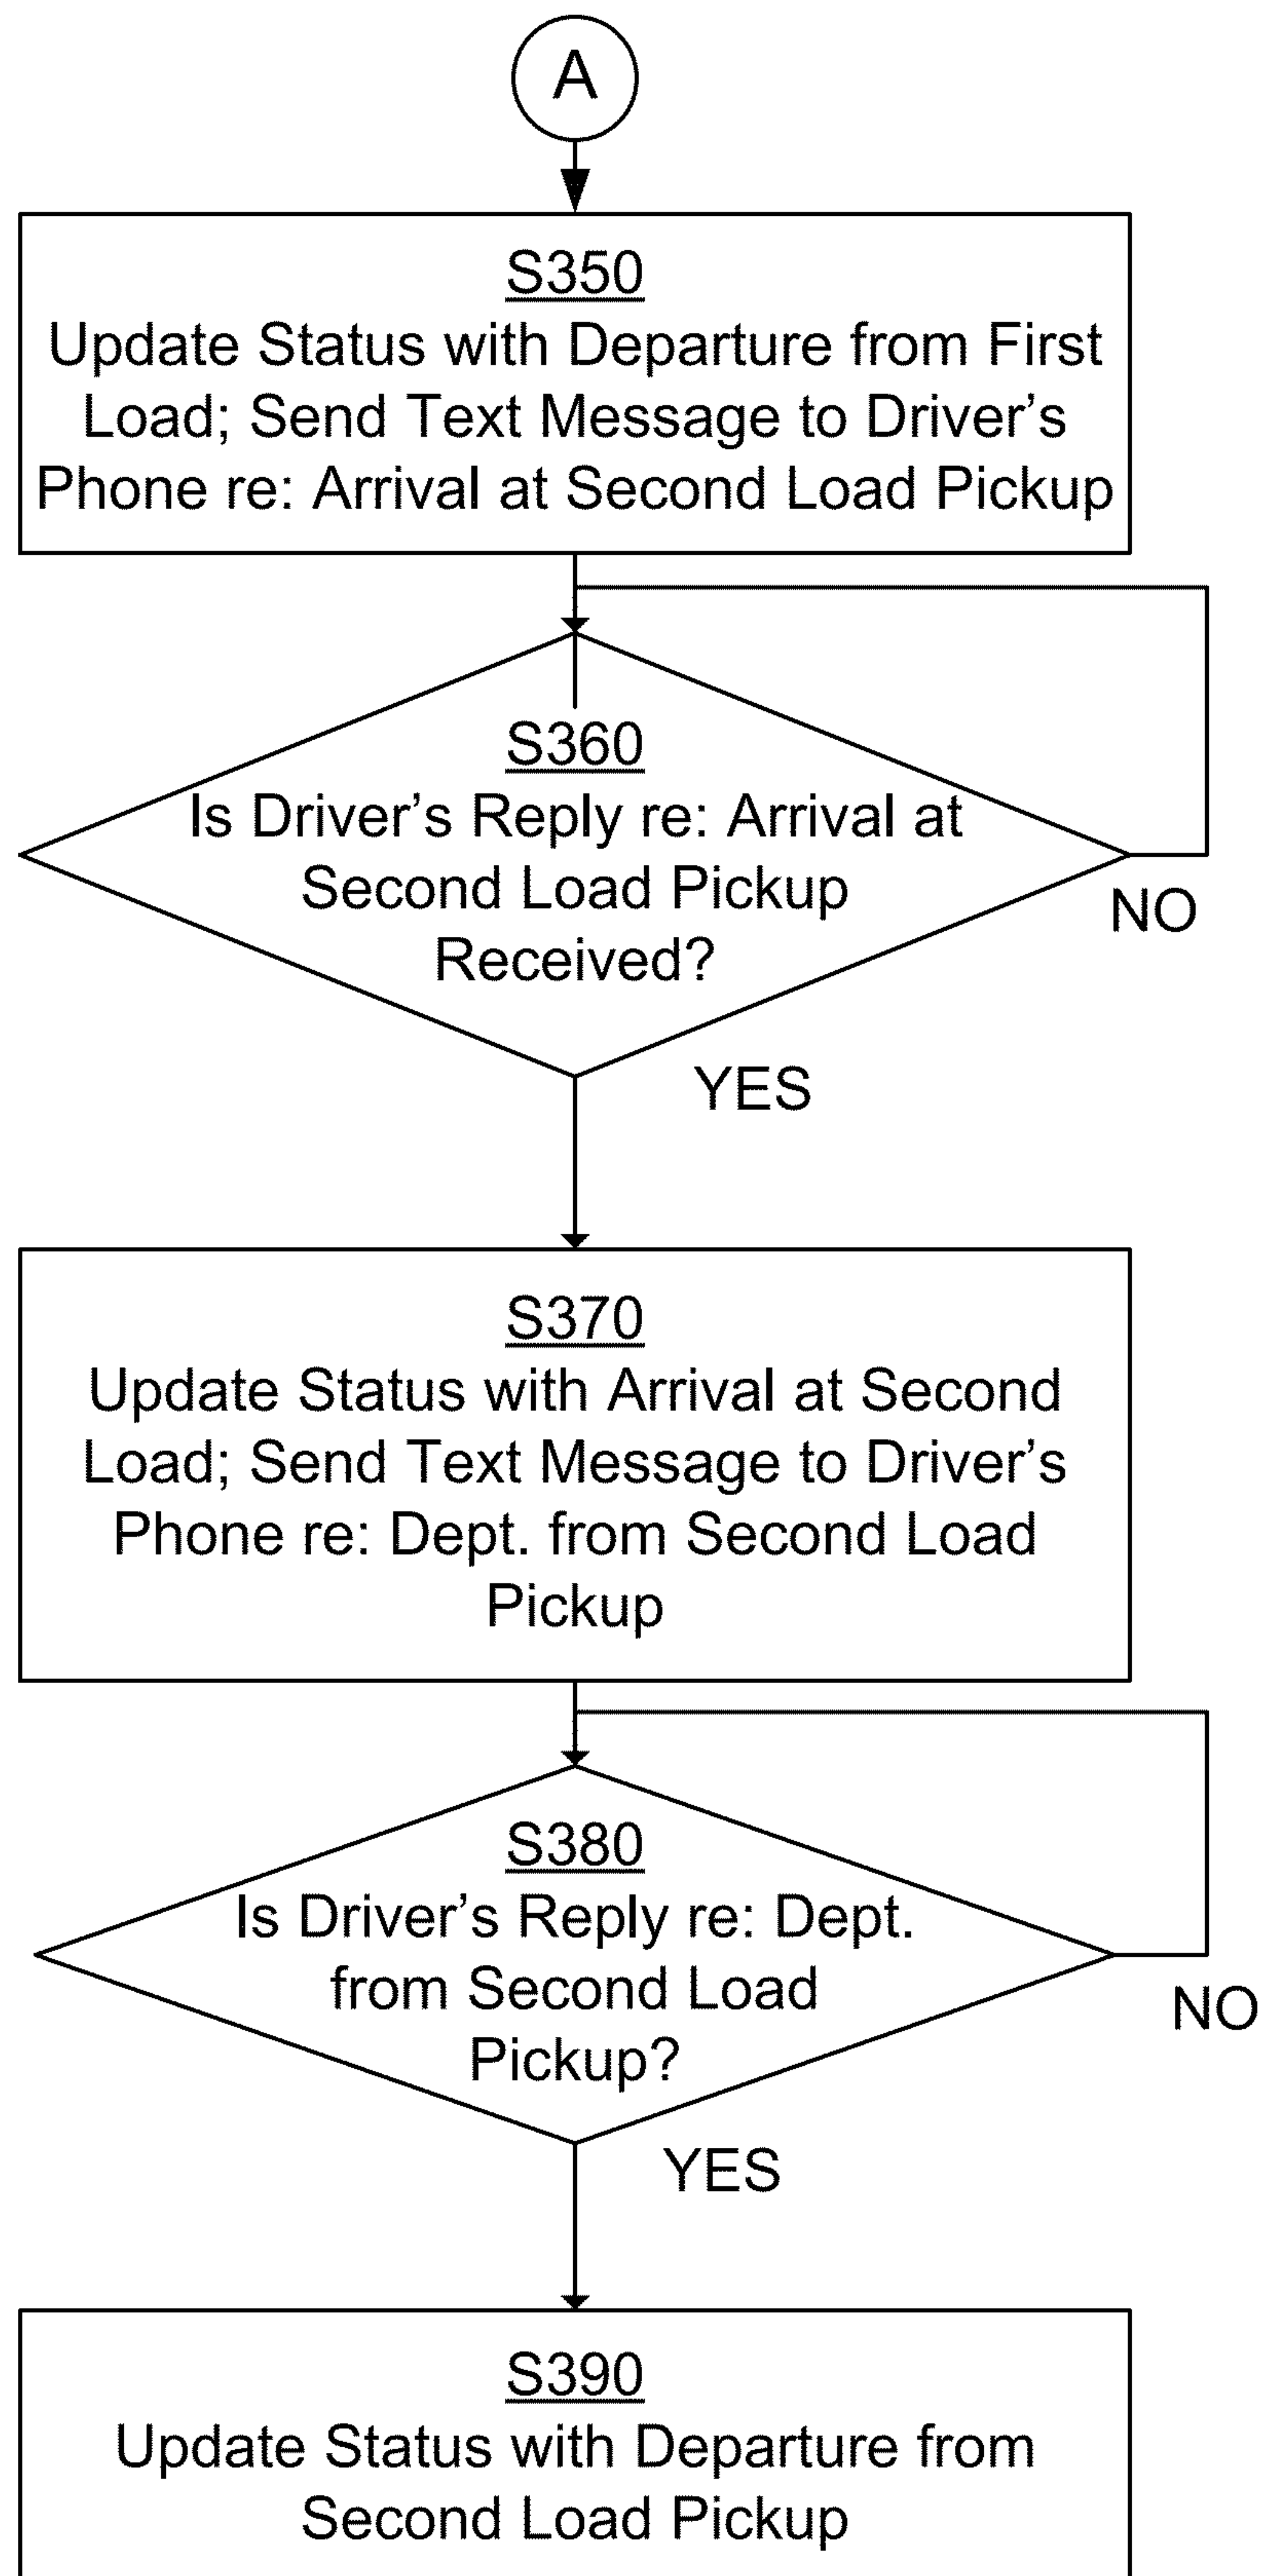 A
S350
Update Status with Departure from First
Load; Send Text Message to Driver’s
Phone re: Arrival at Second Load Pickup
S360
Is Driver’s Reply re: Arrival at
Second Load Pickup
Received?
NO
YES
S370
Update Status with Arrival at Second
Load; Send Text Message to Driver’s
Phone re: Dept. from Second Load
Pickup
S380
Is Driver’s Reply re: Dept.
from Second Load
Pickup?
NO
YES
S390
Update Status with Departure from
Second Load Pickup